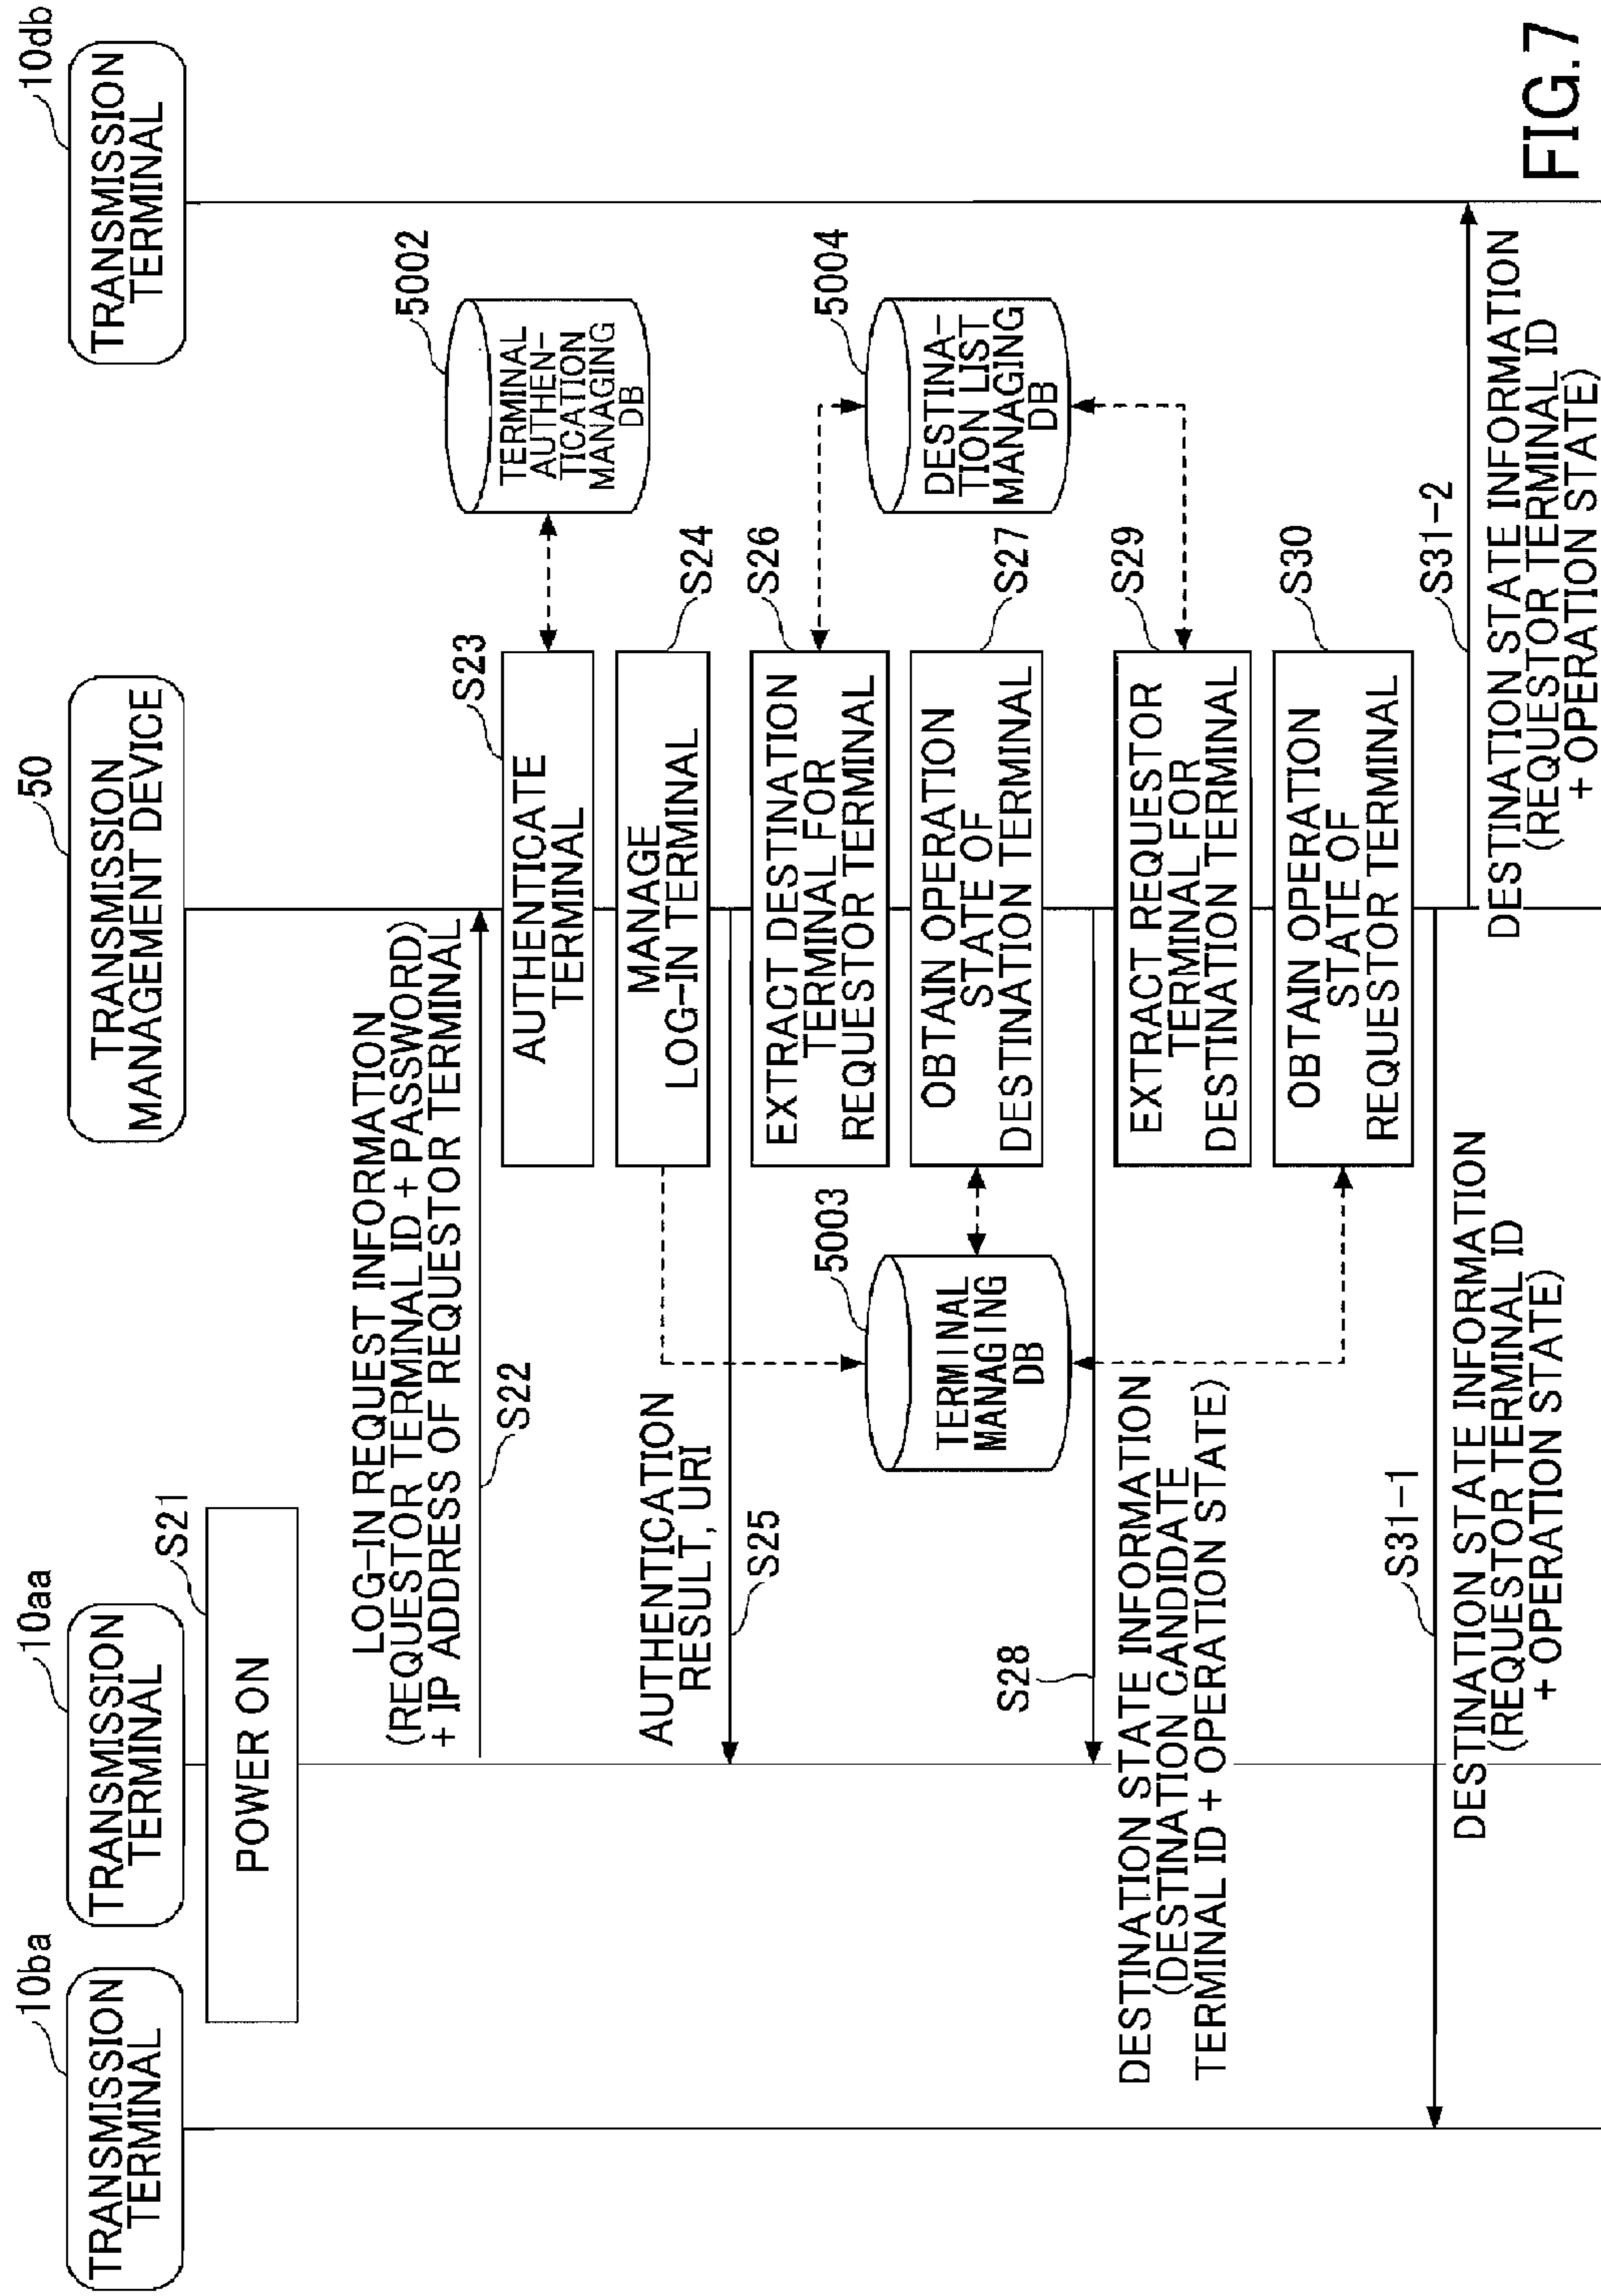 10ba
TRANSMISSION
TERMINAL
10aa
TRANSMISSION
TERMINAL
50
TRANSMISSION
MANAGEMENT DEVICE
10db
TRANSMISSION
TERMINAL
S21
POWER ON
LOG-IN REQUEST INFORMATION
(REQUESTOR TERMINAL ID + PASSWORD)
+ IP ADDRESS OF REQUESTOR TERMINAL
S22
S23
AUTHENTICATE
TERMINAL
5002
TERMINAL
AUTHEN-
TICATION
MANAGING
DB
S24
MANAGE
LOG-IN TERMINAL
AUTHENTICATION
RESULT, URI
S25
S26
EXTRACT DESTINATION
TERMINAL FOR
REQUESTOR TERMINAL
5003
TERMINAL
MANAGING
DB
5004
DESTINA-
TION LIST
MANAGING
DB
S27
OBTAIN OPERATION
STATE OF
DESTINATION TERMINAL
S28
DESTINATION STATE INFORMATION
(DESTINATION CANDIDATE
TERMINAL ID + OPERATION STATE)
S29
EXTRACT REQUESTOR
TERMINAL FOR
DESTINATION TERMINAL
S30
OBTAIN OPERATION
STATE OF
REQUESTOR TERMINAL
S31-1
DESTINATION STATE INFORMATION
(REQUESTOR TERMINAL ID
+ OPERATION STATE)
S31-2
DESTINATION STATE INFORMATION
(REQUESTOR TERMINAL ID
+ OPERATION STATE)
FIG.7